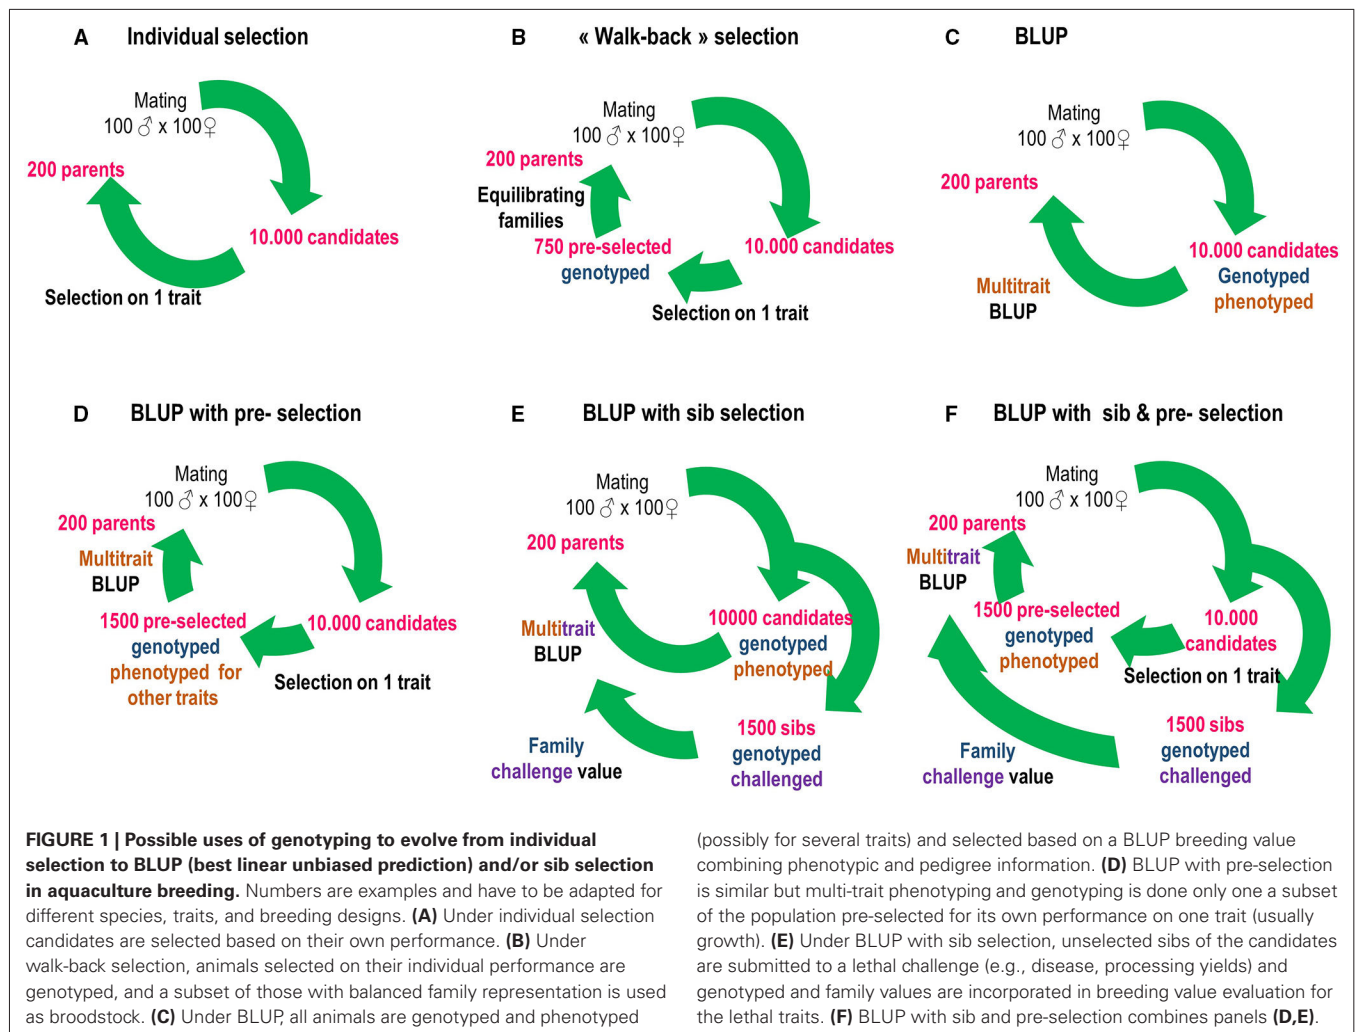 A Individual selection
Mating
100 ♂ x 100♀
200 parents
10.000 candidates
Selection on 1 trait
B « Walk-back » selection
Mating
100 ♂ x 100♀
200 parents
Equilibrating
families
750 pre-selected
genotyped
10.000 candidates
Selection on 1 trait
C BLUP
Mating
100 ♂ x 100♀
200 parents
10.000 candidates
Genotyped
phenotyped
Multitrait
BLUP
D BLUP with pre- selection
Mating
100 ♂ x 100♀
200 parents
Multitrait
BLUP
1500 pre-selected
genotyped
phenotyped for
other traits
10.000 candidates
Selection on 1 trait
E BLUP with sib selection
Mating
100 ♂ x 100♀
200 parents
10000 candidates
genotyped
phenotyped
Multitrait
BLUP
1500 sibs
genotyped
challenged
Family
challenge value
F BLUP with sib & pre- selection
Mating
100 ♂ x 100♀
200 parents
Multitrait
BLUP
1500 pre-selected
genotyped
phenotyped
10.000
candidates
Selection on 1 trait
1500 sibs
genotyped
challenged
Family
challenge value
FIGURE 1 | Possible uses of genotyping to evolve from individual
selection to BLUP (best linear unbiased prediction) and/or sib selection
in aquaculture breeding. Numbers are examples and have to be adapted for
different species, traits, and breeding designs. (A) Under individual selection
candidates are selected based on their own performance. (B) Under
walk-back selection, animals selected on their individual performance are
genotyped, and a subset of those with balanced family representation is used
as broodstock. (C) Under BLUP, all animals are genotyped and phenotyped
(possibly for several traits) and selected based on a BLUP breeding value
combining phenotypic and pedigree information. (D) BLUP with pre-selection
is similar but multi-trait phenotyping and genotyping is done only one a subset
of the population pre-selected for its own performance on one trait (usually
growth). (E) Under BLUP with sib selection, unselected sibs of the candidates
are submitted to a lethal challenge (e.g., disease, processing yields) and
genotyped and family values are incorporated in breeding value evaluation for
the lethal traits. (F) BLUP with sib and pre-selection combines panels (D,E).